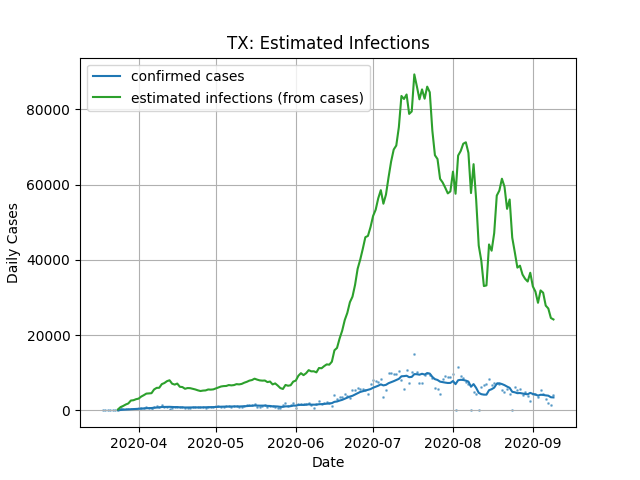 TX: Estimated Infections
confirmed cases
estimated infections (from cases)
80000
60000
40000
20000
0
Daily Cases
2020-04 2020-05 2020-06 2020-07 2020-08 2020-09
Date